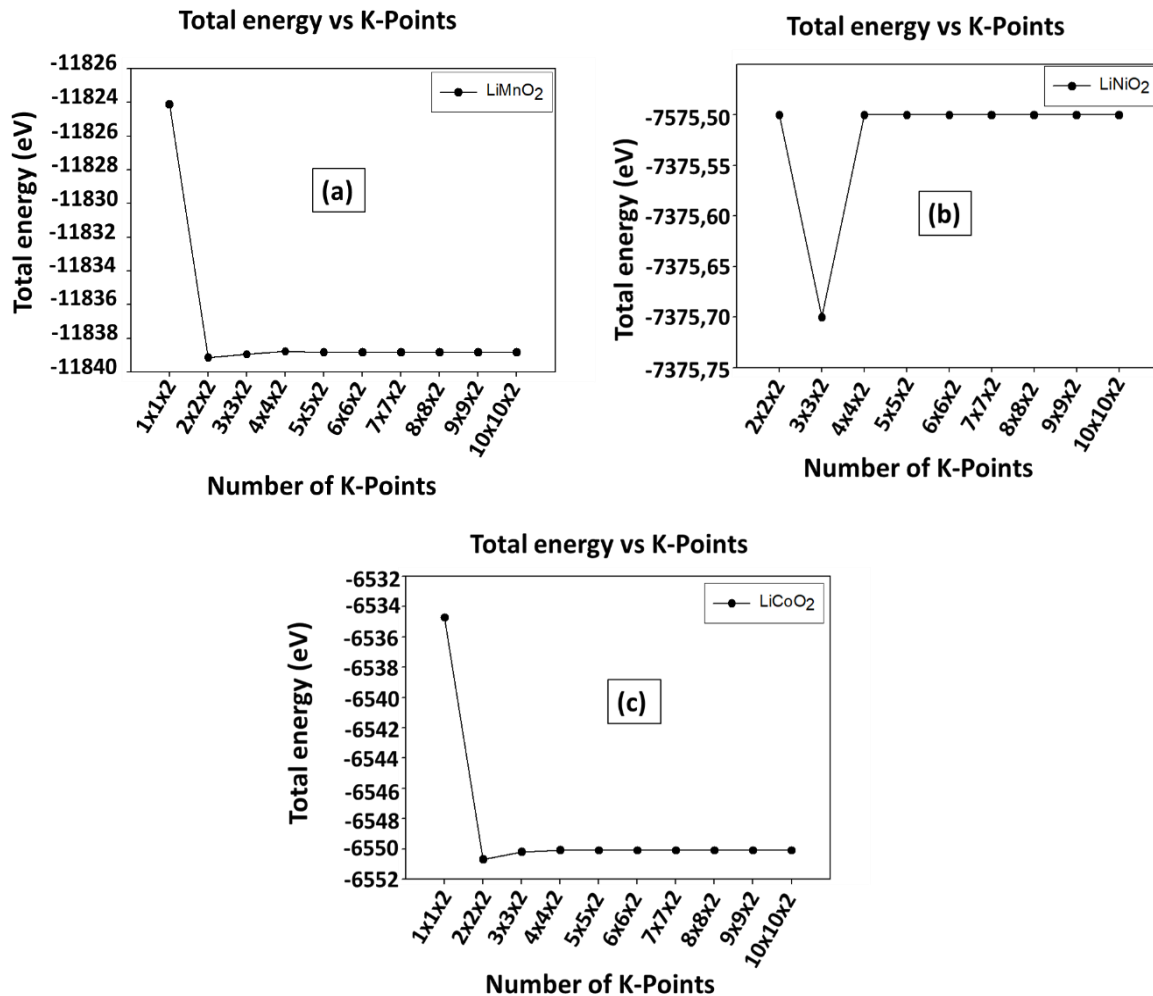 Total energy vs K-Points
Total energy (eV)
-11826
-11824
-11826
-11828
-11830
-11832
-11834
-11836
-11838
-11840
LiMnO2
(a)
1x1x2
2x2x2
3x3x2
4x4x2
5x5x2
6x6x2
7x7x2
8x8x2
9x9x2
10x10x2
Number of K-Points
Total energy vs K-Points
Total energy (eV)
-7575,50
-7375,55
-7375,60
-7375,65
-7375,70
-7375,75
LiNiO2
(b)
2x2x2
3x3x2
4x4x2
5x5x2
6x6x2
7x7x2
8x8x2
9x9x2
10x10x2
Number of K-Points
Total energy vs K-Points
Total energy (eV)
-6532
-6534
-6536
-6538
-6540
-6542
-6544
-6546
-6548
-6550
-6552
LiCoO2
(c)
1x1x2
2x2x2
3x3x2
4x4x2
5x5x2
6x6x2
7x7x2
8x8x2
9x9x2
10x10x2
Number of K-Points